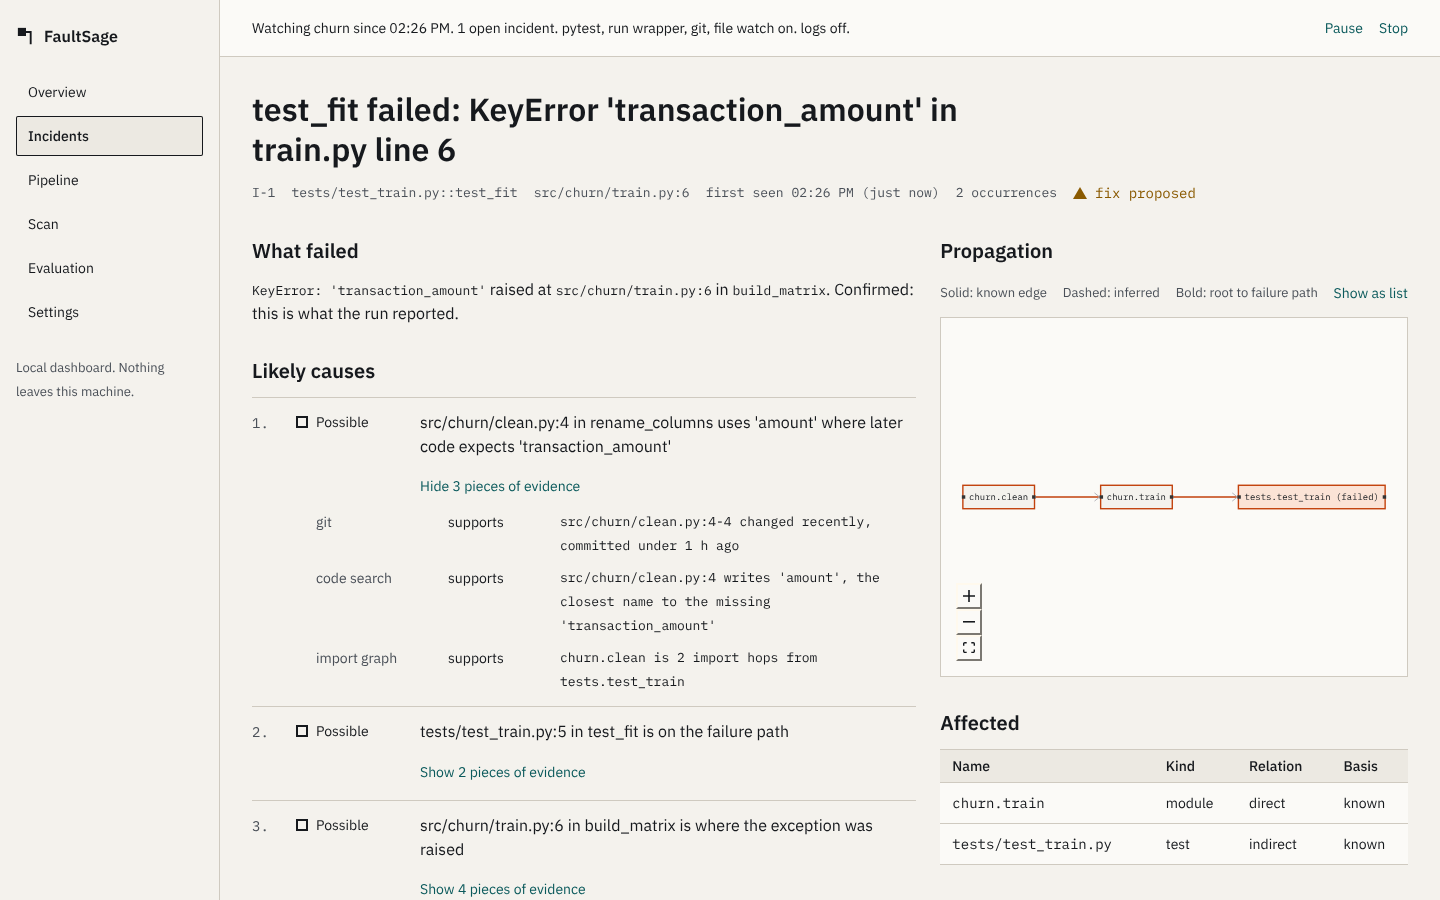 FaultSage
Overview
Incidents
Pipeline
Scan
Evaluation
Settings
Local dashboard. Nothing
leaves this machine.
Watching churn since 02:26 PM. 1 open incident. pytest, run wrapper, git, file watch on. logs off.
Pause Stop
test_fit failed: KeyError 'transaction_amount' in
train.py line 6
I-1 tests/test_train.py::test_fit src/churn/train.py:6 first seen 02:26 PM (just now) 2 occurrences fix proposed
What failed
KeyError: 'transaction_amount' raised at src/churn/train.py:6 in build_matrix. Confirmed:
this is what the run reported.
Likely causes
1. Possible src/churn/clean.py:4 in rename_columns uses 'amount' where later
code expects 'transaction_amount'
Hide 3 pieces of evidence
git supports src/churn/clean.py:4-4 changed recently,
committed under 1 h ago
code search supports src/churn/clean.py:4 writes 'amount', the
closest name to the missing
'transaction_amount'
import graph supports churn.clean is 2 import hops from
tests.test_train
2. Possible tests/test_train.py:5 in test_fit is on the failure path
Show 2 pieces of evidence
3. Possible src/churn/train.py:6 in build_matrix is where the exception was
raised
Show 4 pieces of evidence
Propagation
Solid: known edge Dashed: inferred Bold: root to failure path Show as list
churn.clean churn.train tests.test_train (failed)
Affected
Name Kind Relation Basis
churn.train module direct known
tests/test_train.py test indirect known